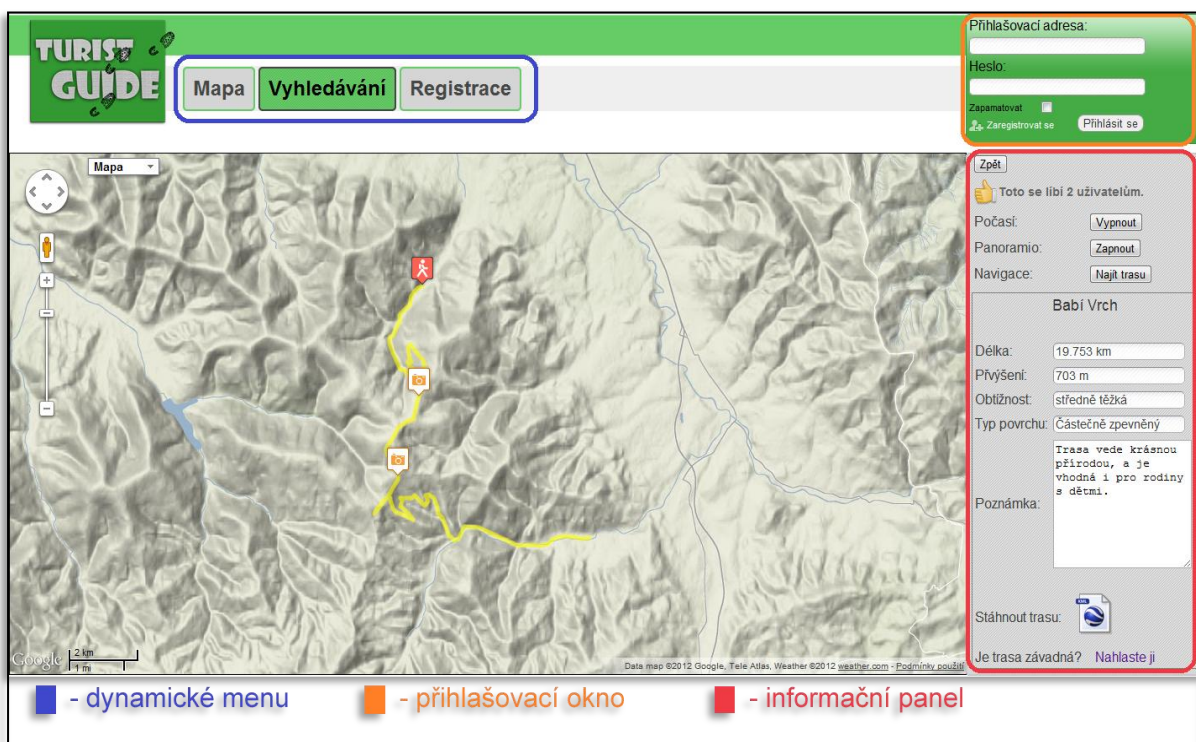 TURIST
GUIDE
Mapa
Vyhledávání
Registrace
Přihlašovací adresa:
Heslo:
Zapamatovat
Zaregistrovat se
Přihlásit se
Mapa
Zpět
Toto se líbí 2 uživatelům.
Počasí:
Vypnout
Panoramio:
Zapnout
Navigace:
Najít trasu
Babí Vrch
Délka:
19.753 km
Přvýšení:
703 m
Obtížnost:
středně těžká
Typ povrchu:
Částečně zpevněný
Poznámka:
Trasa vede krásnou
přírodou, a je
vhodná i pro rodiny
s dětmi.
Stáhnout trasu:
KML
Je trasa závadná?
Nahlaste ji
Google
2 km
1 mi
Data map ©2012 Google, Tele Atlas, Weather ©2012 weather.com - Podmínky použití
- dynamické menu
- přihlašovací okno
- informační panel